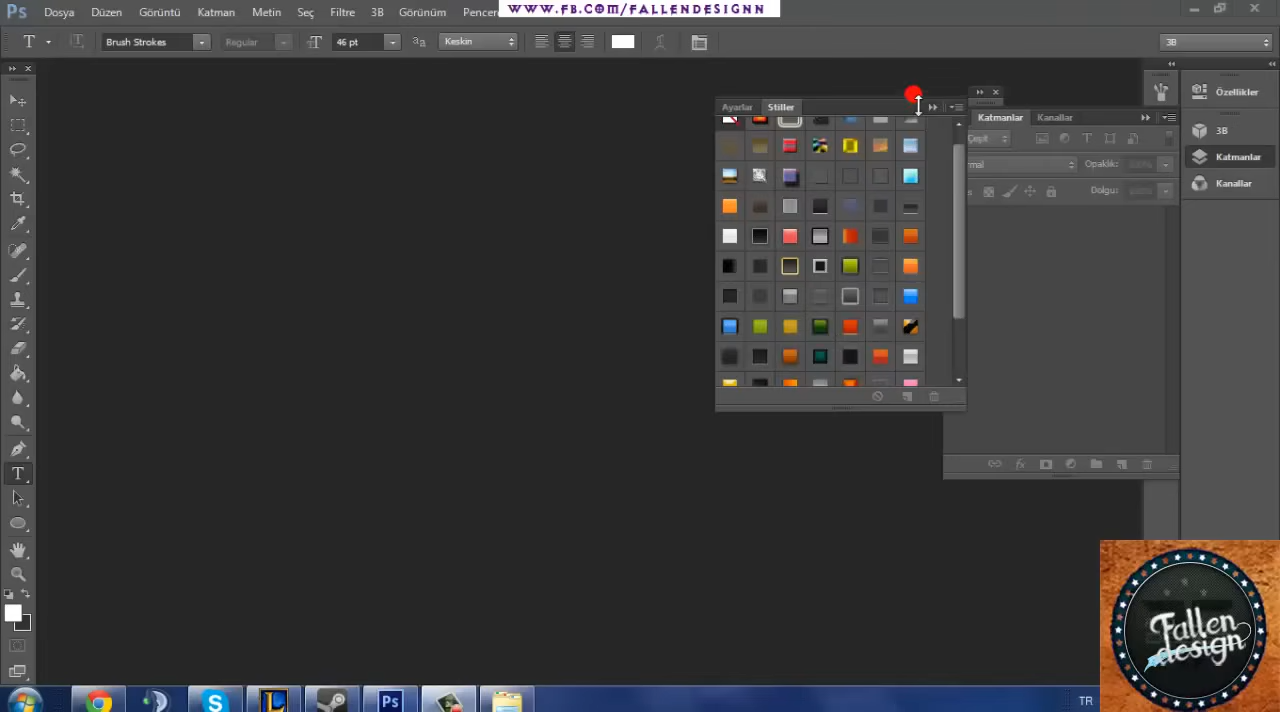 WWW.FB.COM/FALLENDESIGNN
Ps Dosya Düzen Görüntü Katman Metin Seç Filtre 3B Görünüm
T Brush Strokes Regular 46 pt Keskin 3B
Ayarlar Stiller
Katmanlar Kanallar
Opaklık:
Dolgu:
Özellikler
3B
Katmanlar
Kanallar
Fallen
design
TR